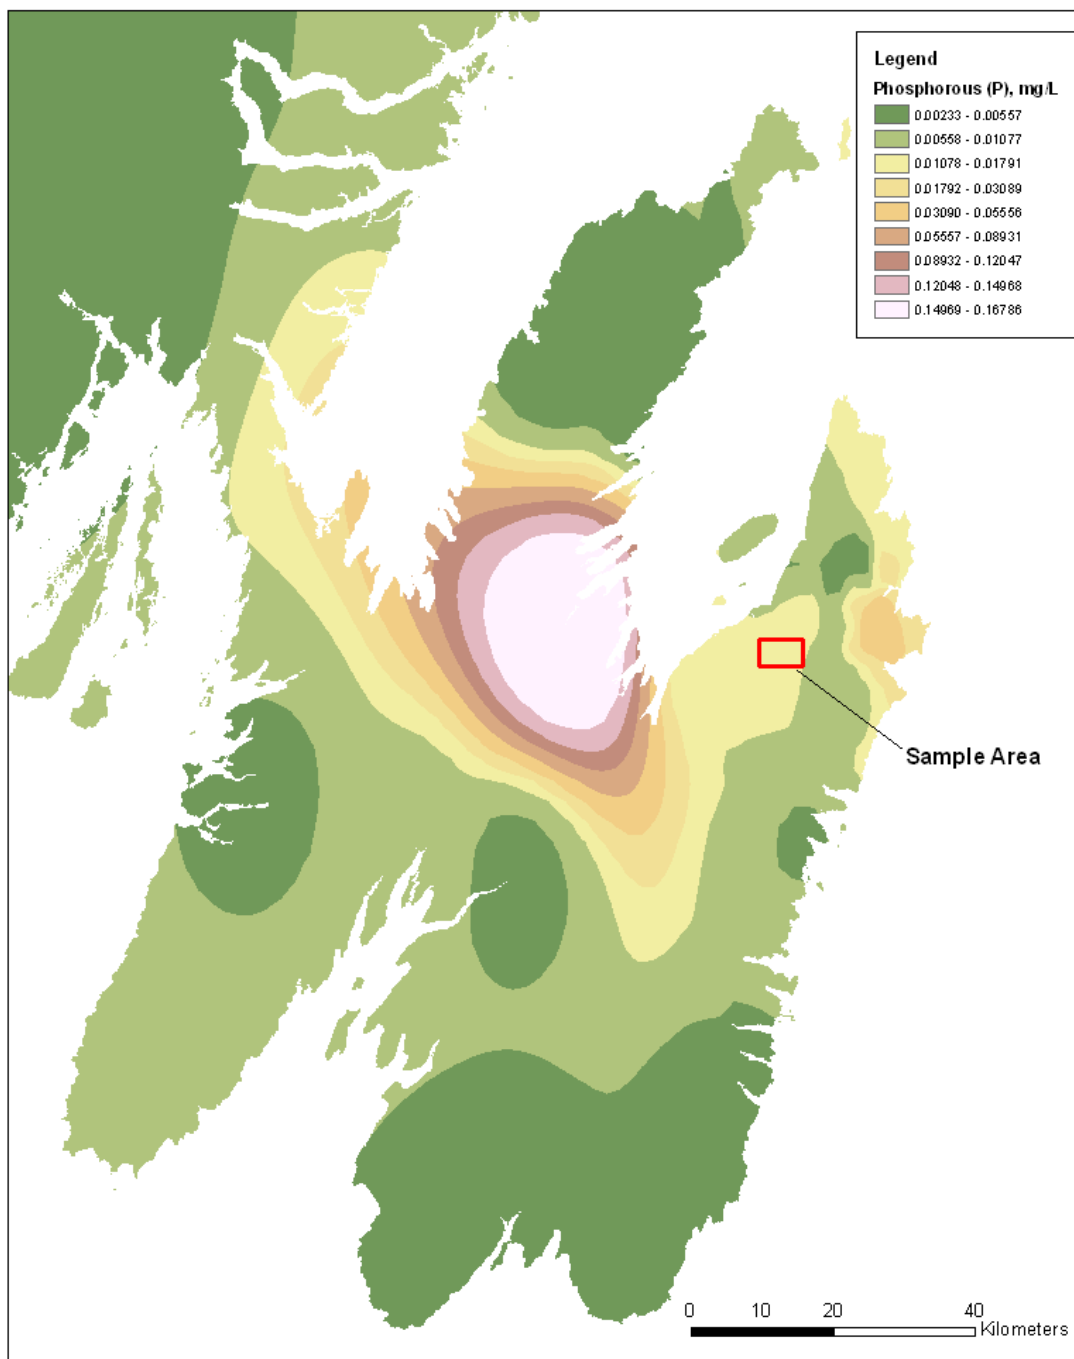 Legend
Phosphorous (P), mg/L
0.00233 - 0.00557
0.00558 - 0.01077
0.01078 - 0.01791
0.01792 - 0.03089
0.03090 - 0.05556
0.05557 - 0.08931
0.08932 - 0.12047
0.12048 - 0.14968
0.14969 - 0.16786
Sample Area
0 10 20 40
Kilometers